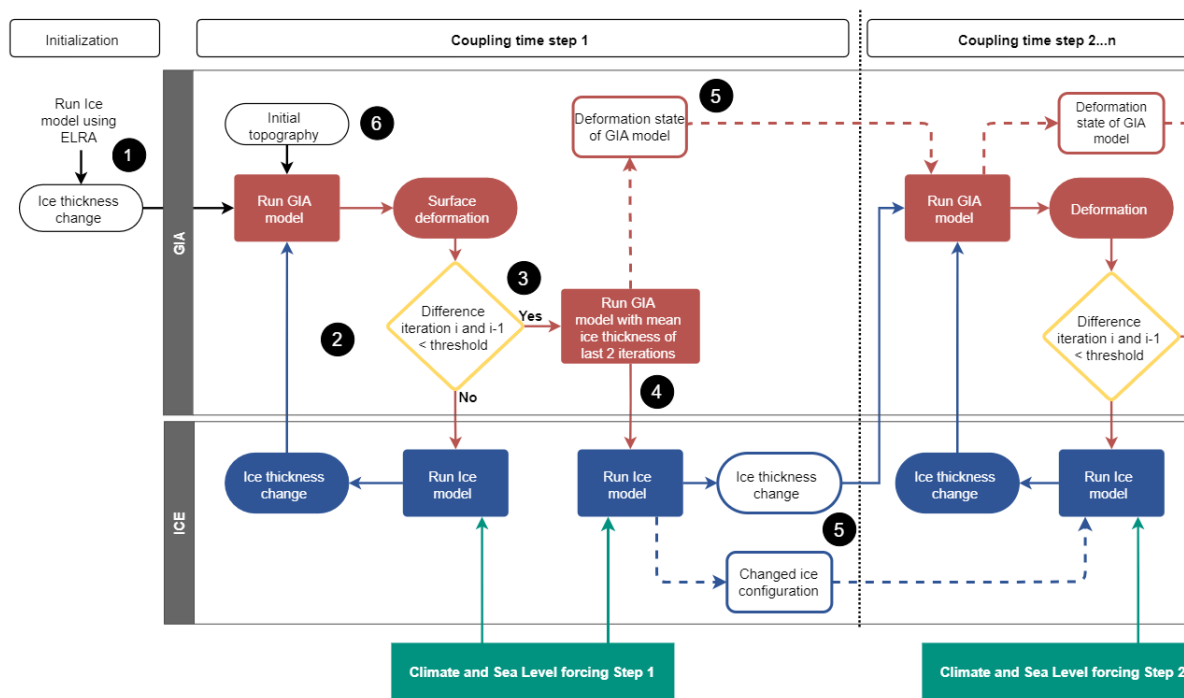 Initialization
Coupling time step 1
Coupling time step 2...n
Run Ice
model using
ELRA
1
Ice thickness
change
GIA
Initial
topography
6
Run GIA
model
Surface
deformation
Deformation state
of GIA model
5
2
3
Difference
iteration i and i-1
< threshold
Yes
No
Run GIA
model with mean
ice thickness of
last 2 iterations
4
Deformation
state of GIA
model
Run GIA
model
Deformation
Difference
iteration i and i-1
< threshold
ICE
Ice thickness
change
Run Ice
model
Run Ice
model
Ice thickness
change
5
Changed ice
configuration
Ice thickness
change
Run Ice
model
Climate and Sea Level forcing Step 1
Climate and Sea Level forcing Step 2